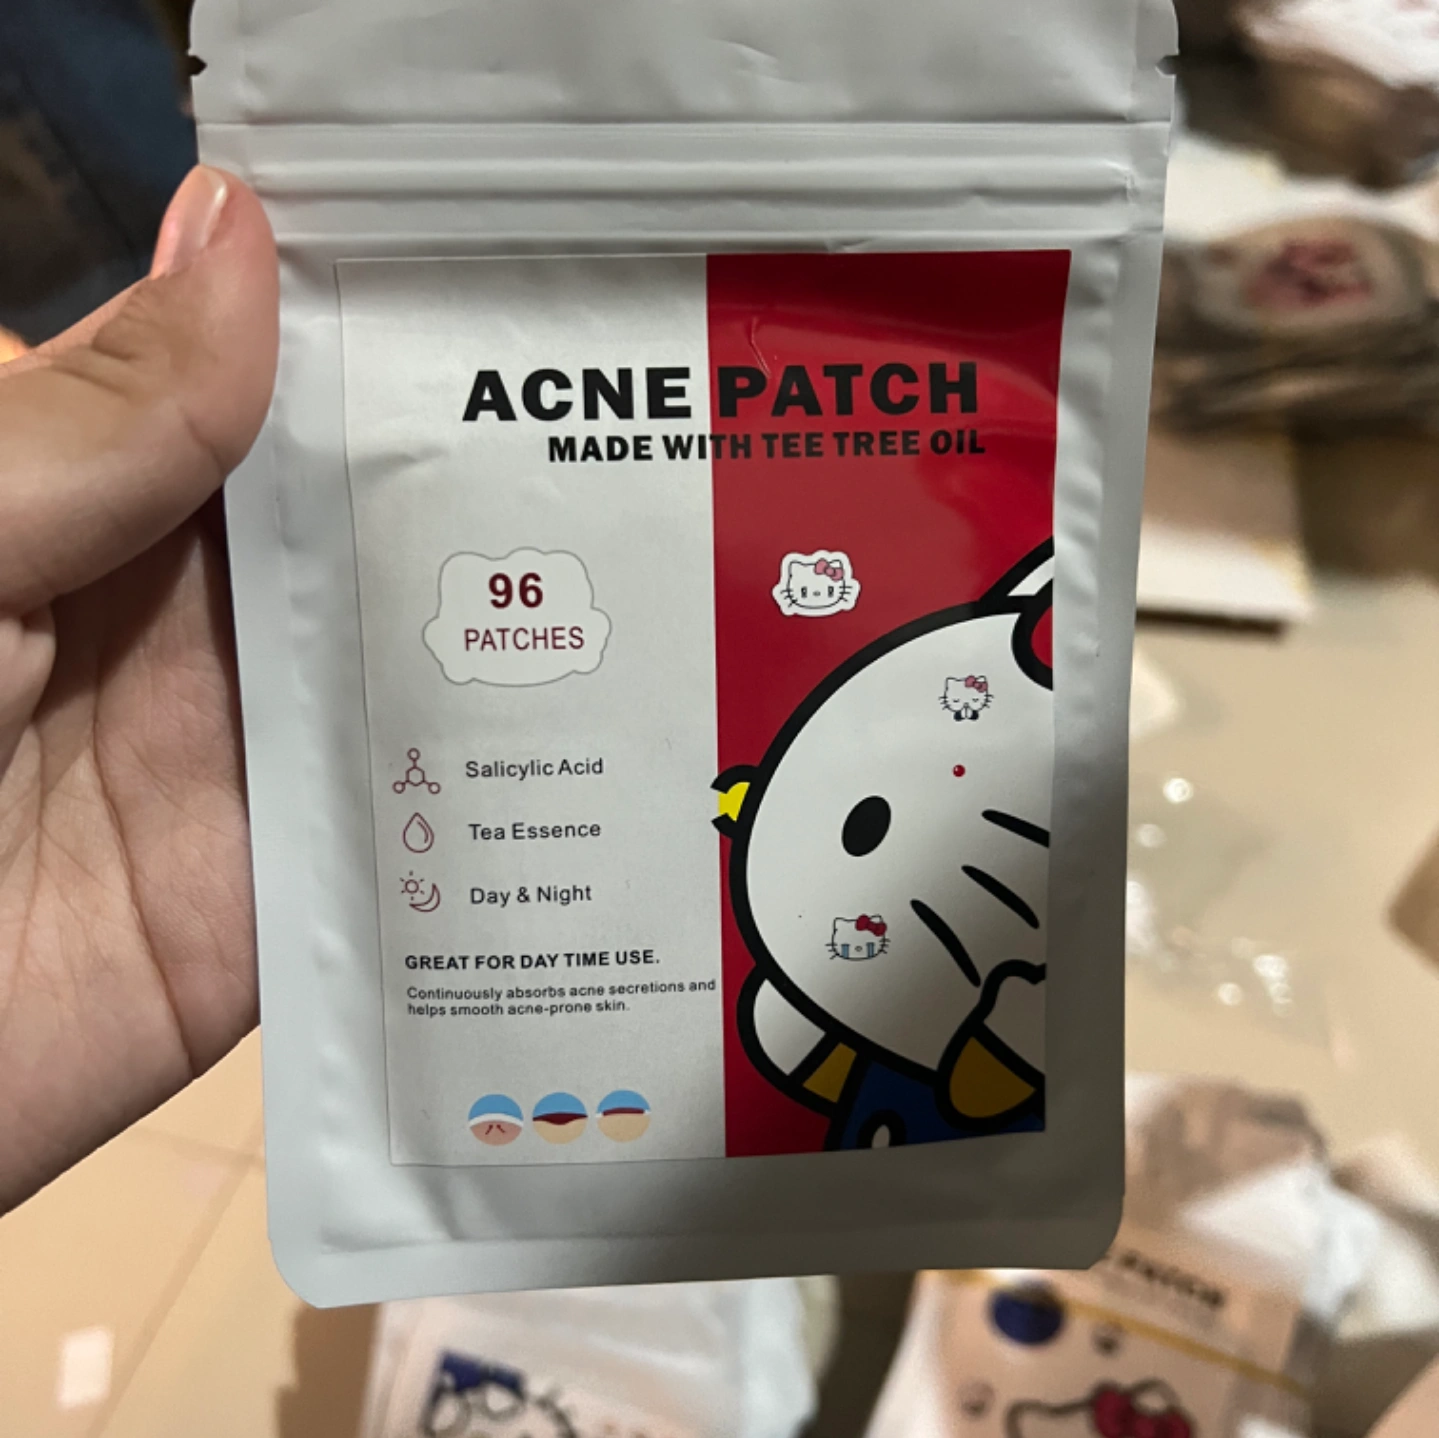 ACNE PATCH
MADE WITH TEE TREE OIL
96
PATCHES
Salicylic Acid
Tea Essence
Day & Night
GREAT FOR DAY TIME USE.
Continuously absorbs acne secretions and
helps smooth acne-prone skin.